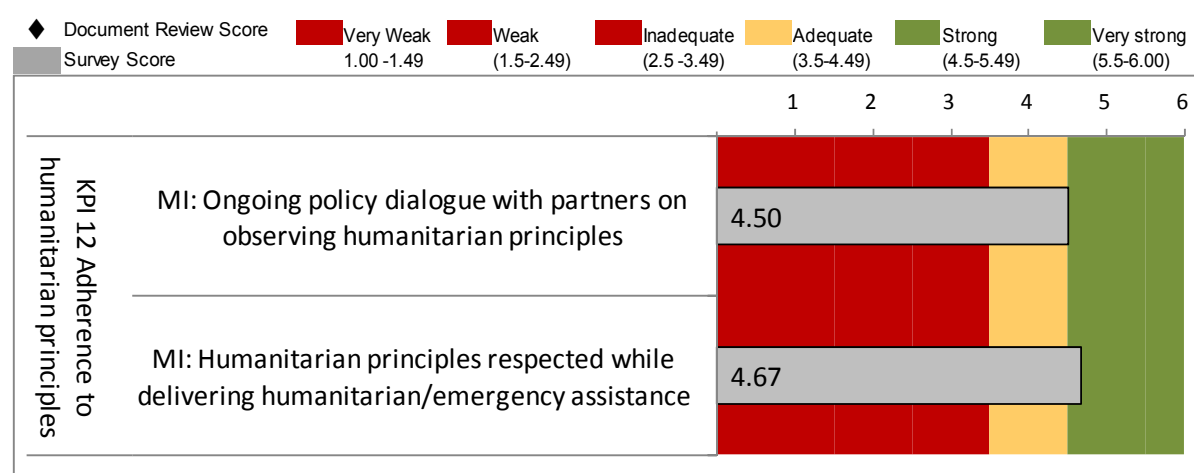 Document Review Score
Survey Score
Very Weak
1.00 -1.49
Weak
(1.5-2.49)
Inadequate
(2.5 -3.49)
Adequate
(3.5-4.49)
Strong
(4.5-5.49)
Very strong
(5.5-6.00)
1 2 3 4 5 6
KPI 12 Adherence to
humanitarian principles
MI: Ongoing policy dialogue with partners on
observing humanitarian principles
4.50
MI: Humanitarian principles respected while
delivering humanitarian/emergency assistance
4.67